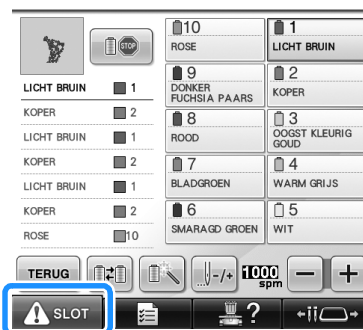 STOP
LICHT BRUIN 1
KOPER 2
LICHT BRUIN 1
KOPER 2
LICHT BRUIN 1
KOPER 2
ROSE 10
10
ROSE
1
LICHT BRUIN
9
DONKER
FUCHSIA PAARS
2
KOPER
8
ROOD
3
OOGST KLEURIG
GOUD
7
BLADGROEN
4
WARM GRIJS
6
SMARAGD GROEN
5
WIT
TERUG
-/+
1000
spm
− +
SLOT
?